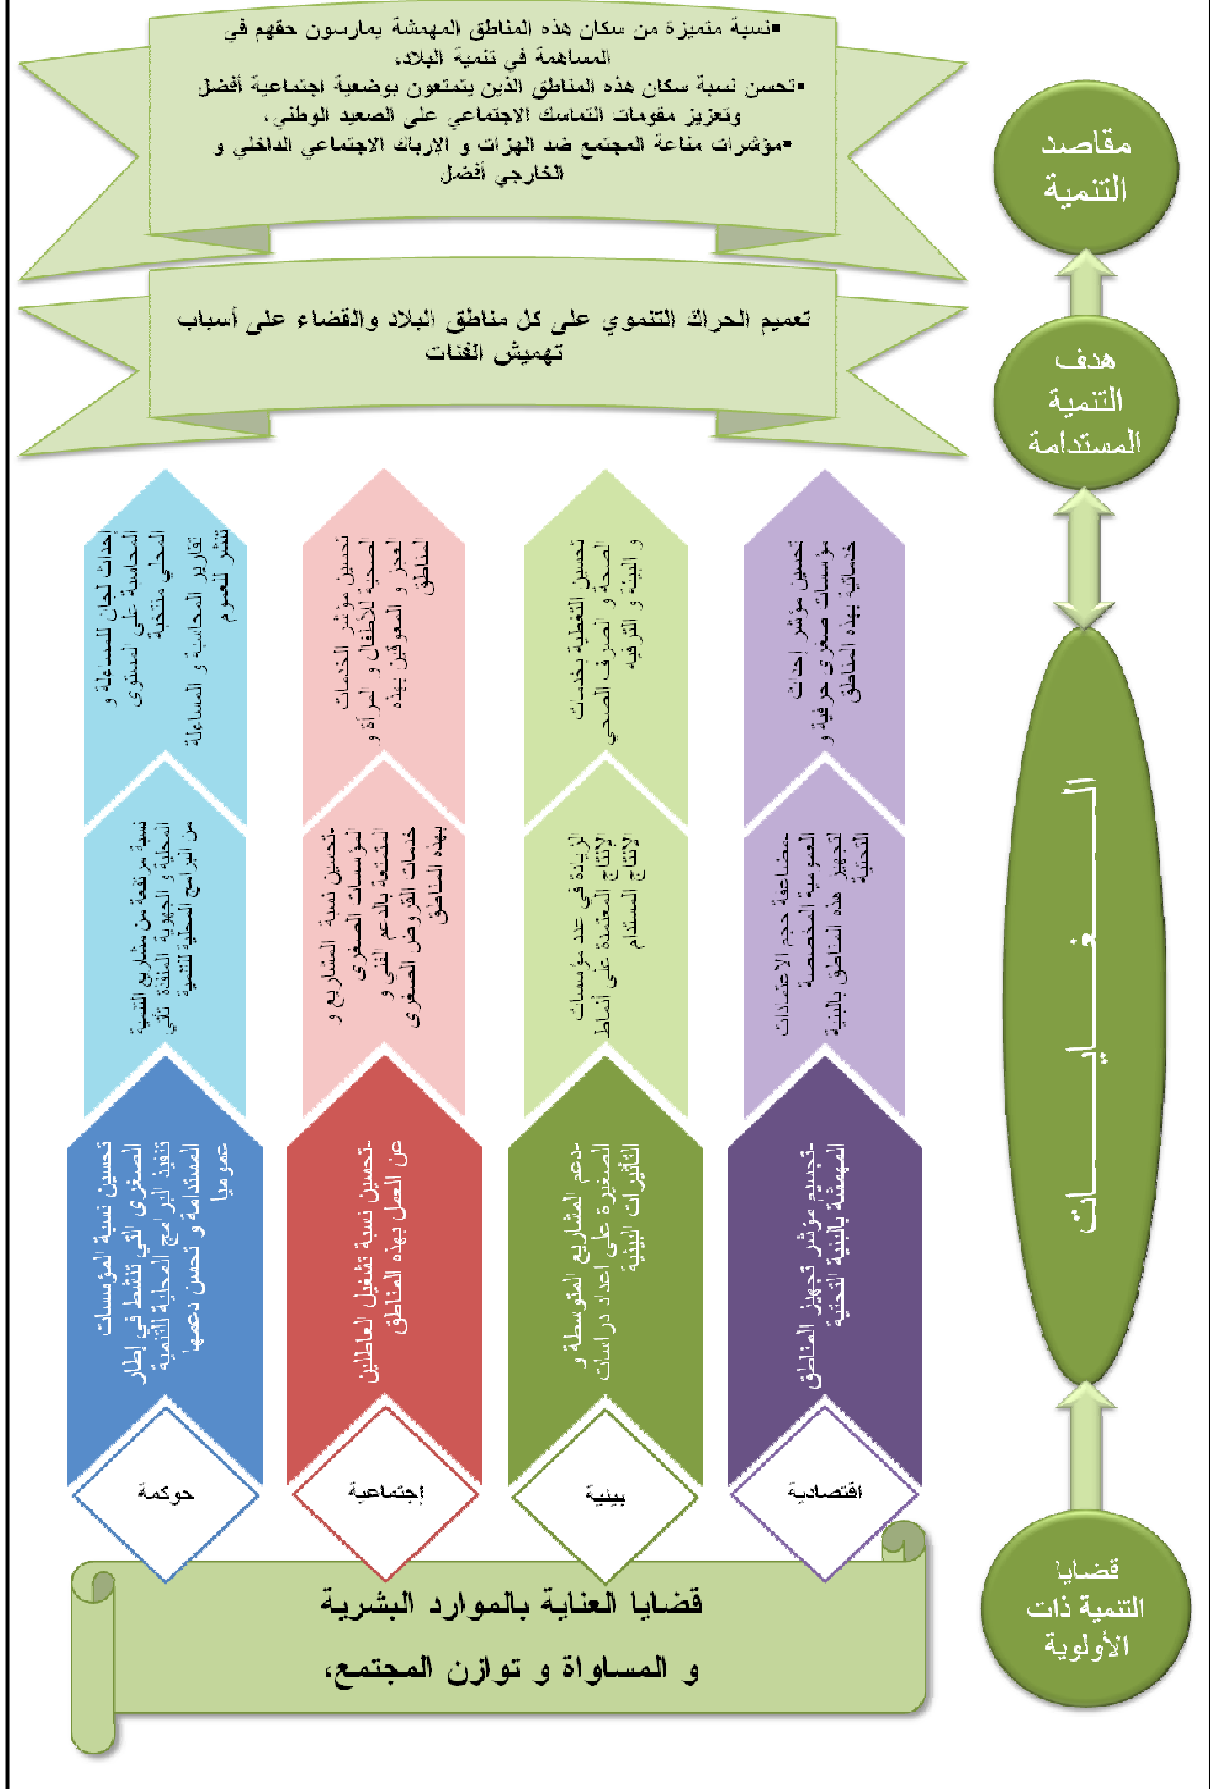 ▪نسبة متميزة من سكان هذه المناطق المهمشة يمارسون حقهم في
المساهمة في تنمية البلاد،
▪تحسن نسبة سكان هذه المناطق الذين يتمتعون بوضعية اجتماعية أفضل
وتعزيز مقومات التماسك الاجتماعي على الصعيد الوطني،
▪مؤشرات مناعة المجتمع ضد الهزات و الإرباك الاجتماعي الداخلي و
الخارجي أفضل
مقاصد
التنمية
تعميم الحراك التنموي على كل مناطق البلاد والقضاء على أسباب
تهميش الفئات
هدف
التنمية
المستدامة
الــغــايــات
تحسين مؤشر إحداث
مؤسسات صغرى حرفية و
خدماتية بهذه المناطق
تحسين التغطية بخدمات
الصحة و الصرف الصحي
و البيئة و الترفيه
تحسين مؤشر الخدمات
الصحية للأطفال و المرأة و
العجز و المعوقين بهذه
المناطق
إحداث لجان للمساءلة و
المحاسبة على المستوى
المحلي منتخبة
تقارير المحاسبة و المساءلة
تنشر للعموم
-مضاعفة حجم الاعتمادات
العمومية المخصصة
لتجهيز هذه المناطق بالبنية
التحتية
الزيادة في عدد مؤسسات
الإنتاج المعتمدة على أنماط
الإنتاج المستدام
-تحسين نسبة المشاريع و
المؤسسات الصغرى
المتمتعة بالدعم الفني و
خدمات القروض الصغرى
بهذه المناطق
نسبة مرتفعة من مشاريع التنمية
المحلية و الجهوية المنفذة تأتي
من البرامج المحلية للتنمية
-تجسيم مؤشر تجهيز المناطق
المهمشة بالبنية التحتية
-دعم المشاريع المتوسطة و
الصغيرة على اعداد دراسات
التأثيرات البيئية
-تحسين نسبة تشغيل العاطلين
عن العمل بهذه المناطق
تحسين نسبة المؤسسات
الصغرى التي تنشط في إطار
تنفيذ البرامج المحلية للتنمية
المستدامة و تحسن دعمها
عموميا
اقتصادية
بيئية
إجتماعية
حوكمة
قضايا
التنمية ذات
الأولوية
قضايا العناية بالموارد البشرية
و المساواة و توازن المجتمع،